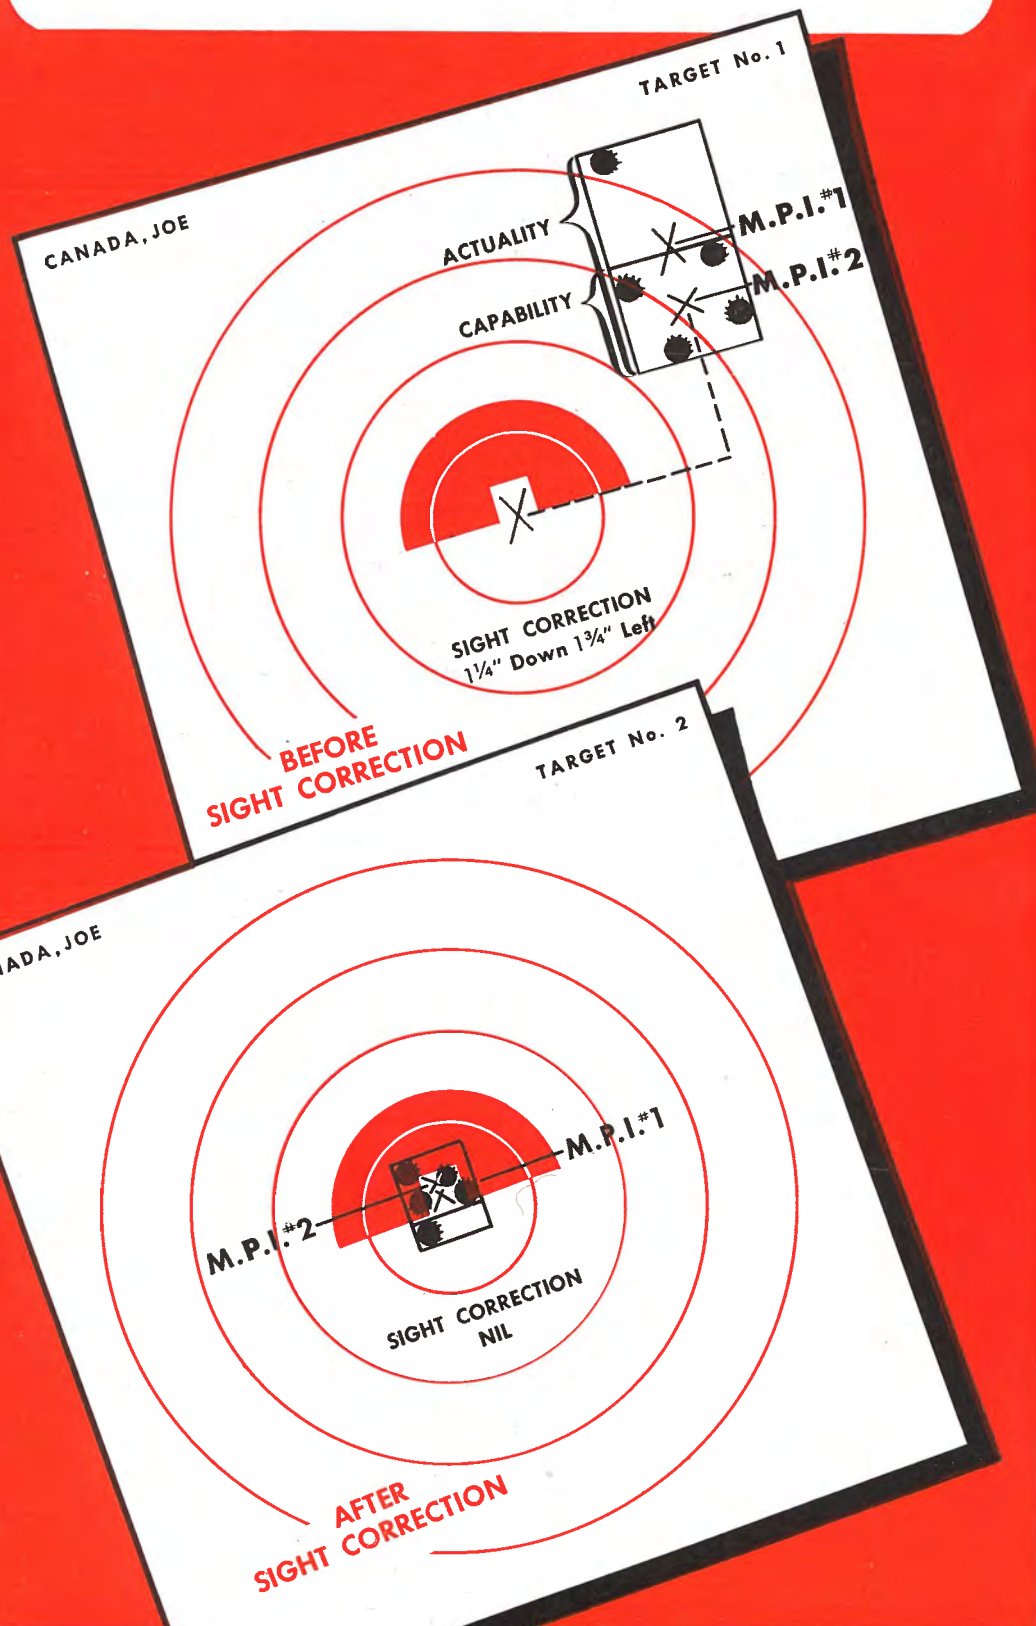 TARGET No. 1
CANADA, JOE
ACTUALITY
M.P.I.#1
M.P.I.#2
CAPABILITY
SIGHT CORRECTION
1¼" Down 1¾" Left
BEFORE
SIGHT CORRECTION
TARGET No. 2
NADA, JOE
M.P.I.#1
M.P.I.#2
SIGHT CORRECTION
NIL
AFTER
SIGHT CORRECTION